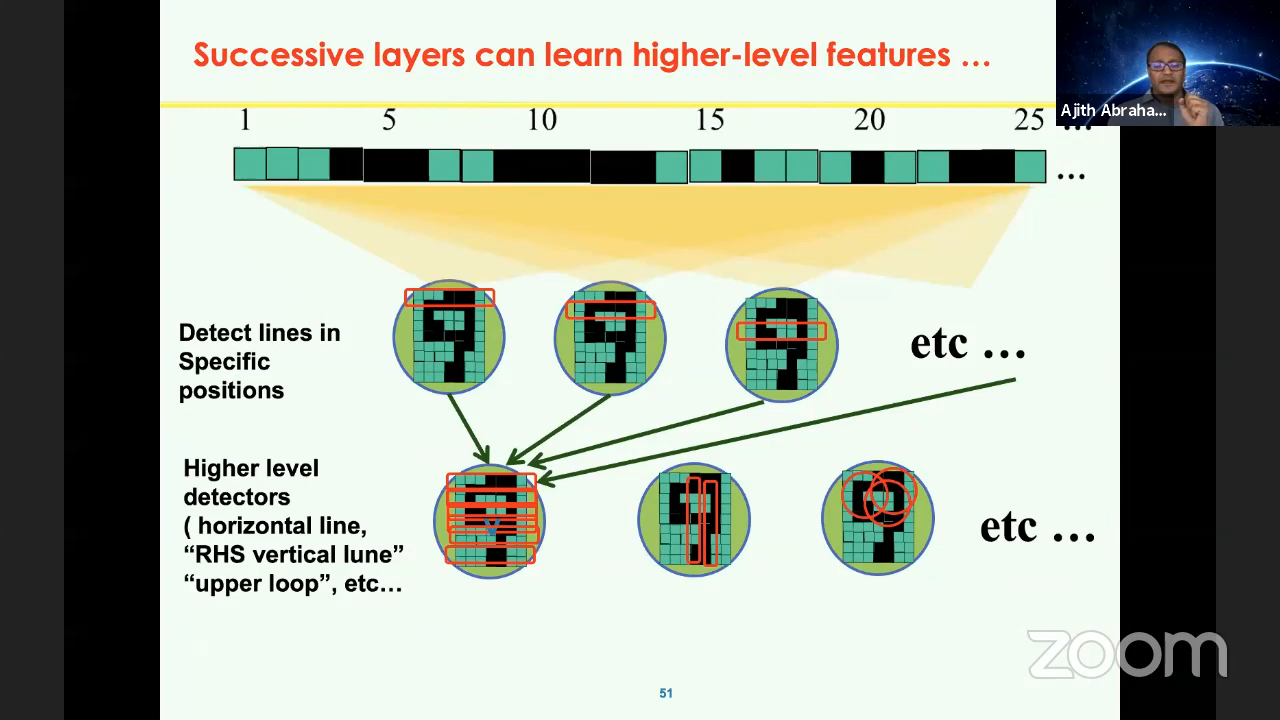 Successive layers can learn higher-level features …
Ajith Abraha...
1 5 10 15 20 25 …
…
Detect lines in
Specific
positions
etc …
Higher level
detectors
( horizontal line,
“RHS vertical lune”
“upper loop”, etc…
v
etc …
zoom
51